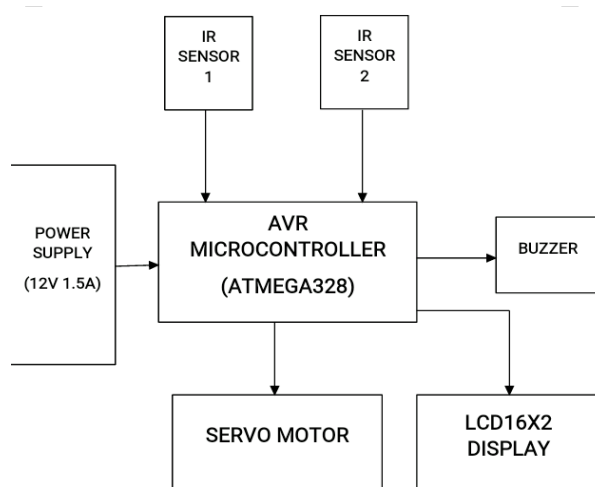 IR
SENSOR
1
IR
SENSOR
2
POWER
SUPPLY
(12V 1.5A)
AVR
MICROCONTROLLER
(ATMEGA328)
BUZZER
SERVO MOTOR
LCD16X2
DISPLAY